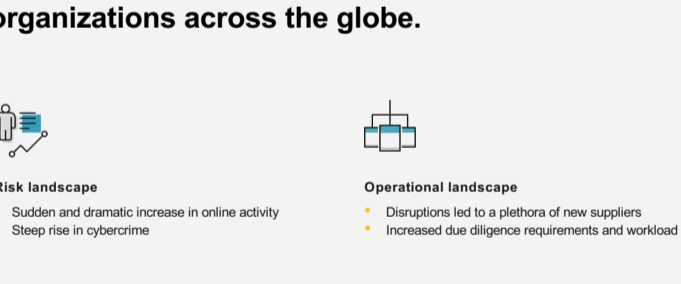 organizations across the globe.
Risk landscape
Sudden and dramatic increase in online activity
Steep rise in cybercrime
Operational landscape
• Disruptions led to a plethora of new suppliers
• Increased due diligence requirements and workload